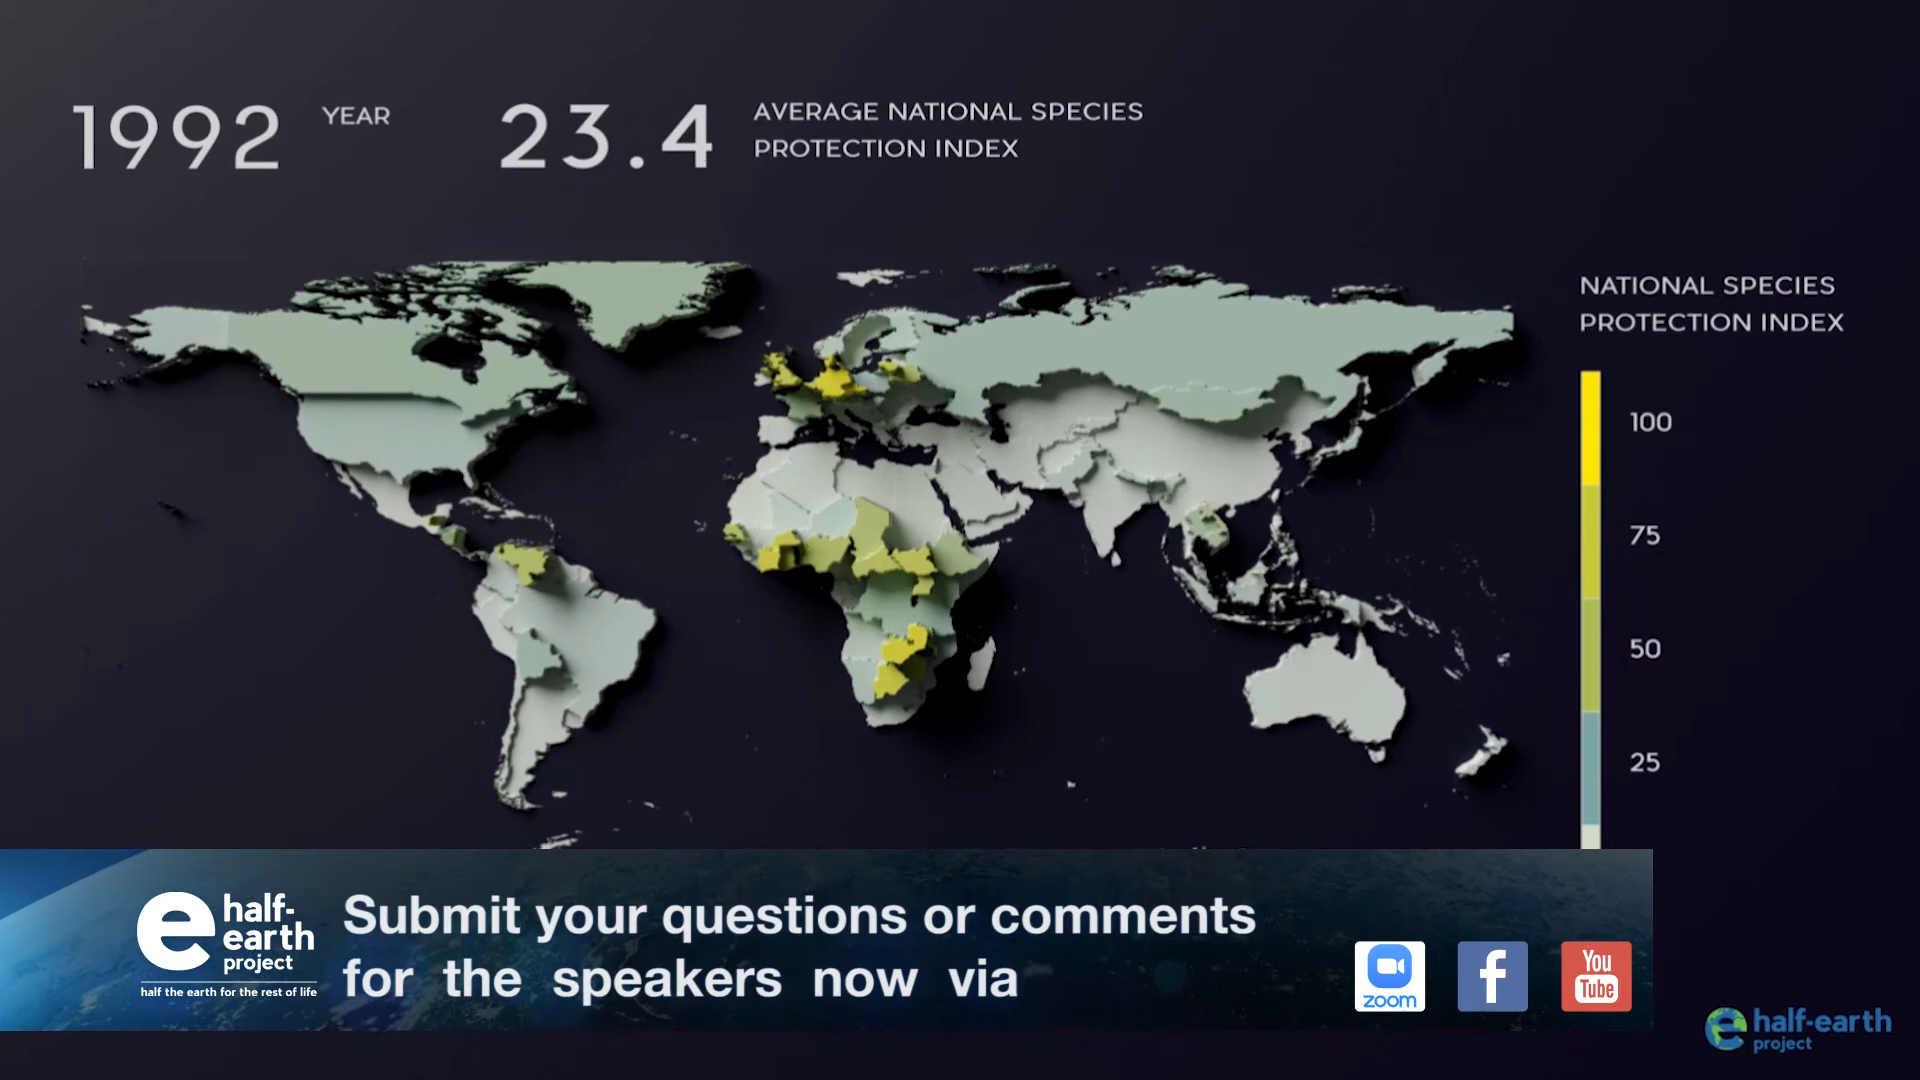 1992 YEAR
23.4 AVERAGE NATIONAL SPECIES
PROTECTION INDEX
NATIONAL SPECIES
PROTECTION INDEX
100
75
50
25
e half-
earth
project
half the earth for the rest of life
Submit your questions or comments
for the speakers now via
zoom
f
You
Tube
e half-earth
project